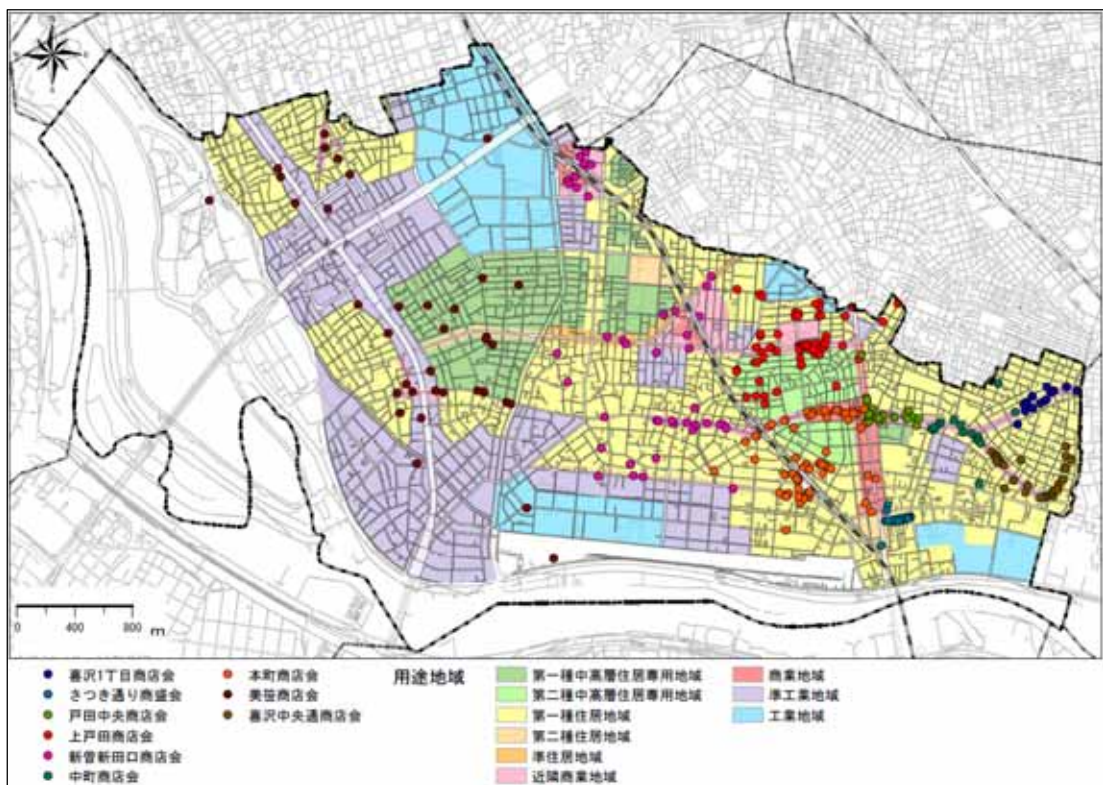 0 400 800 m
喜沢1丁目商店会
さつき通り商盛会
戸田中央商店会
上戸田商店会
新曽新田口商店会
中町商店会
本町商店会
美笹商店会
喜沢中央通商店会
用途地域
第一種中高層住居専用地域
第二種中高層住居専用地域
第一種住居地域
第二種住居地域
準住居地域
近隣商業地域
商業地域
準工業地域
工業地域